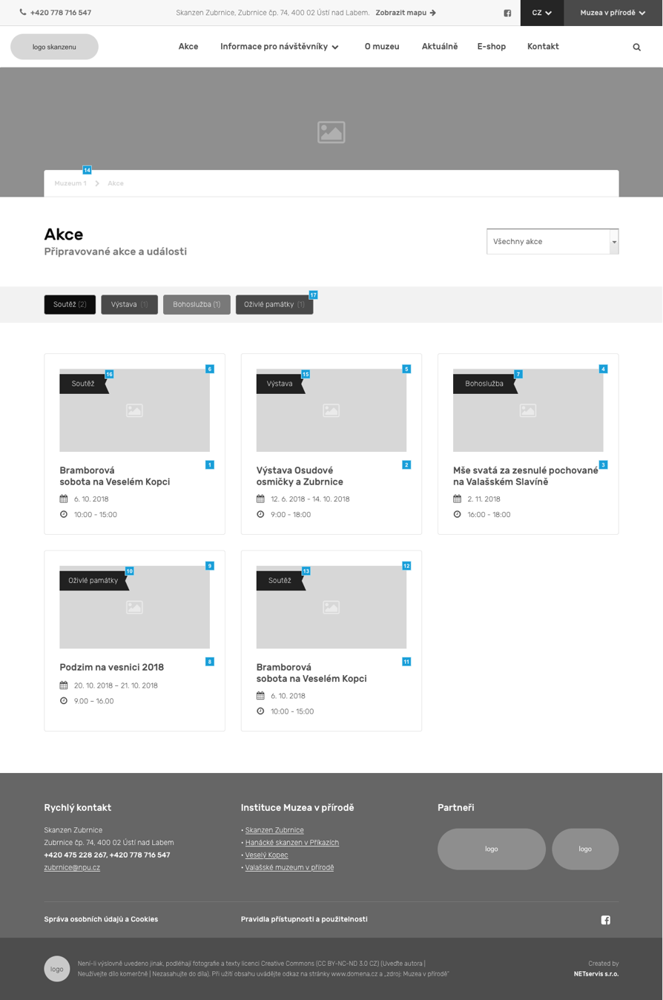 +420 778 716 547
Skanzen Zubrnice, Zubrnice čp. 74, 400 02 Ústí nad Labem. Zobrazit mapu
CZ
Muzea v přírodě
logo skanzenu
Akce
Informace pro návštěvníky
O muzeu
Aktuálně
E-shop
Kontakt
14
Muzeum 1
Akce
Akce
Připravované akce a události
Všechny akce
17
Soutěž (2)
Výstava (1)
Bohoslužba (1)
Oživlé památky (1)
6
16
Soutěž
1
Bramborová
sobota na Veselém Kopci
6. 10. 2018
10:00 - 15:00
5
15
Výstava
2
Výstava Osudové
osmičky a Zubrnice
12. 6. 2018 - 14. 10. 2018
9:00 - 18:00
4
7
Bohoslužba
3
Mše svatá za zesnulé pochované
na Valašském Slavíně
2. 11. 2018
16:00 - 18:00
9
10
Oživlé památky
8
Podzim na vesnici 2018
20. 10. 2018 – 21. 10. 2018
9.00 – 16.00
12
13
Soutěž
11
Bramborová
sobota na Veselém Kopci
6. 10. 2018
10:00 - 15:00
Rychlý kontakt
Skanzen Zubrnice
Zubrnice čp. 74, 400 02 Ústí nad Labem
+420 475 228 267, +420 778 716 547
zubrnice@npu.cz
Instituce Muzea v přírodě
• Skanzen Zubrnice
• Hanácké skanzen v Příkazích
• Veselý Kopec
• Valašské muzeum v přírodě
Partneři
logo
logo
Správa osobních údajů a Cookies
Pravidla přístupnosti a použitelnosti
logo
Není-li výslovně uvedeno jinak, podléhají fotografie a texty licenci Creative Commons (CC BY-NC-ND 3.0 CZ) (Uveďte autora |
Neužívejte dílo komerčně | Nezasahujte do díla). Při užití obsahu uvádějte odkaz na stránky www.domena.cz a „zdroj: Muzea v přírodě"
Created by
NETservis s.r.o.